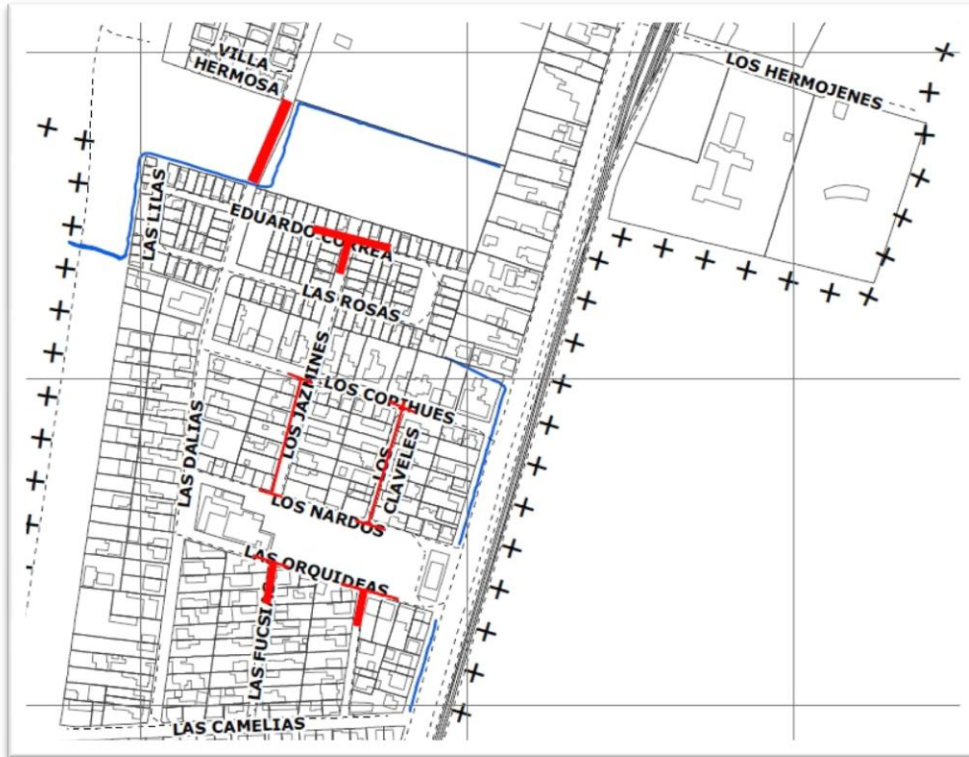 VILLA
HERMOSA
LOS HERMOJENES
LAS LILAS
EDUARDO CORREA
LAS ROSAS
LOS JAZMINES
LOS COPIHUES
LAS DALIAS
LOS
CLAVELES
LOS NARDOS
LAS ORQUIDEAS
LAS FUCSIAS
LAS CAMELIAS